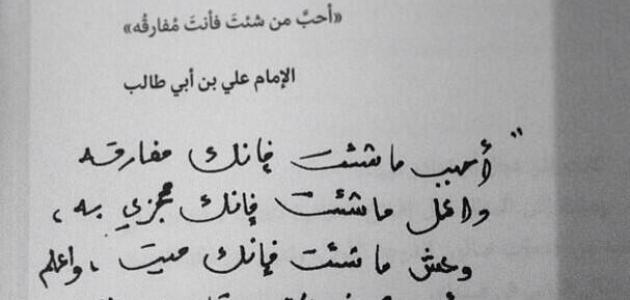 «أحبَّ من شئتَ فأنتَ مُفارقُه»
الإمام علي بن أبي طالب
" أحبب ما شئت فإنك مفارقه
واعمل ما شئت فإنك مجزي به ،
وعش ما شئت فإنك ميت ، واعلم